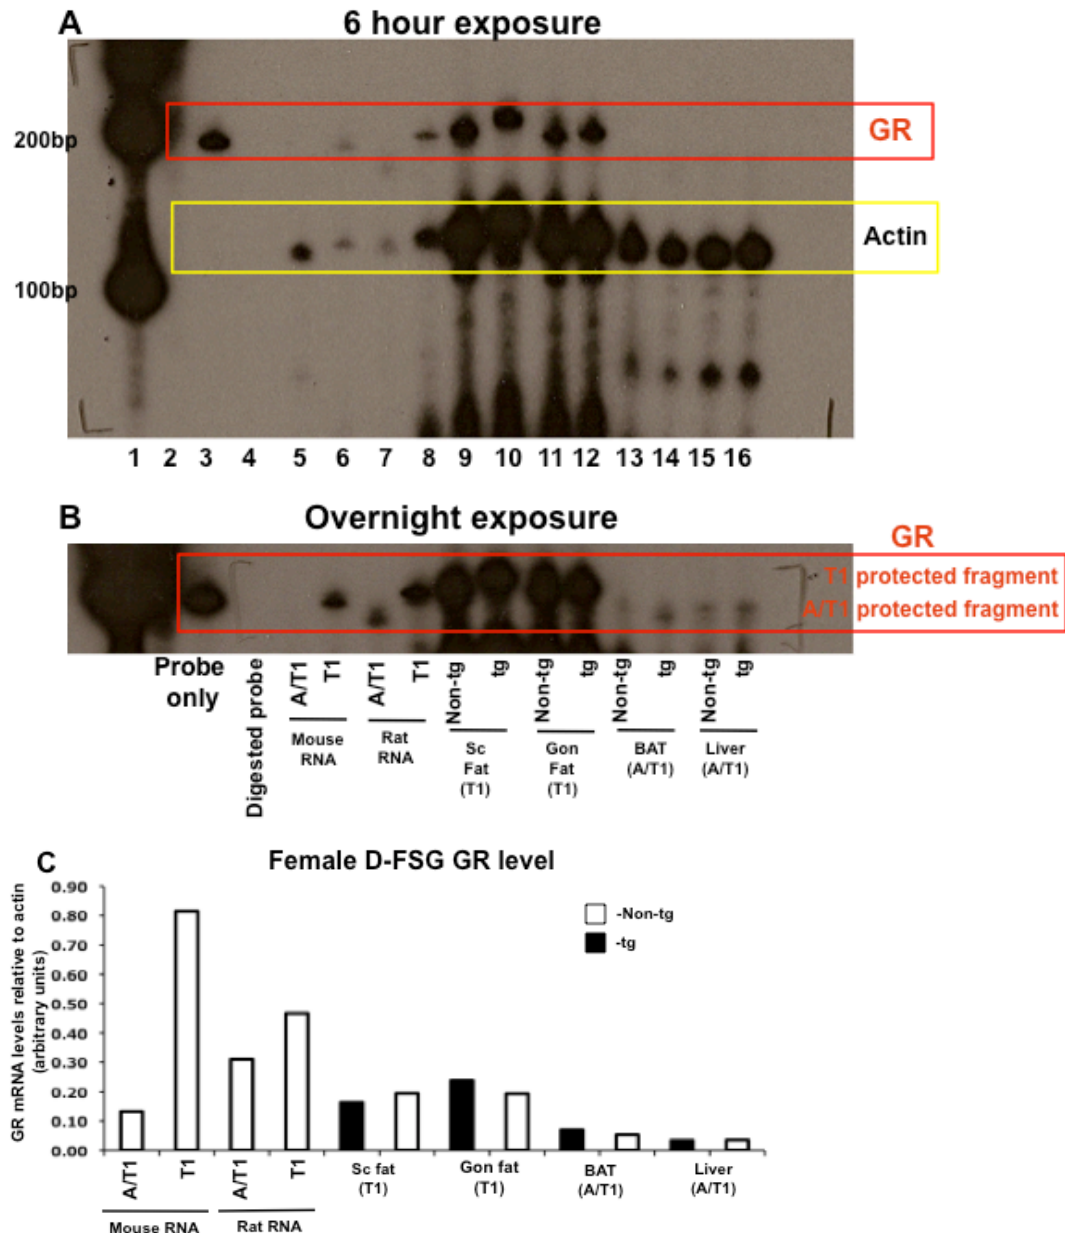 A
6 hour exposure
200bp
GR
Actin
100bp
1 2 3 4 5 6 7 8 9 10 11 12 13 14 15 16
B
Overnight exposure
GR
T1 protected fragment
A/T1 protected fragment
Probe only
Digested probe
A/T1
T1
A/T1
T1
Non-tg
tg
Non-tg
tg
Non-tg
tg
Non-tg
tg
Mouse
RNA
Rat
RNA
Sc
Fat
(T1)
Gon
Fat
(T1)
BAT
(A/T1)
Liver
(A/T1)
C
Female D-FSG GR level
GR mRNA levels relative to actin
(arbitrary units)
0.90
0.80
0.70
0.60
0.50
0.40
0.30
0.20
0.10
0.00
-Non-tg
-tg
A/T1
T1
A/T1
T1
Mouse RNA
Rat RNA
Sc fat
(T1)
Gon fat
(T1)
BAT
(A/T1)
Liver
(A/T1)